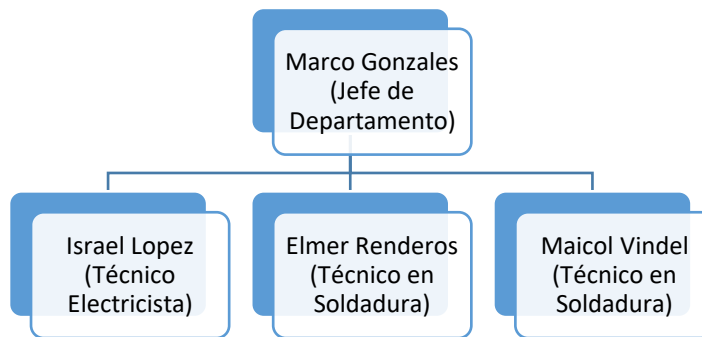 Marco Gonzales
(Jefe de
Departamento)
Israel Lopez
(Técnico
Electricista)
Elmer Renderos
(Técnico en
Soldadura)
Maicol Vindel
(Técnico en
Soldadura)